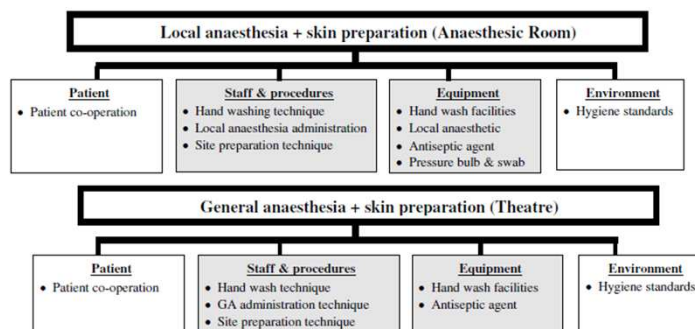 Local anaesthesia + skin preparation (Anaesthesic Room)
Patient
• Patient co-operation
Staff & procedures
• Hand washing technique
• Local anaesthesia administration
• Site preparation technique
Equipment
• Hand wash facilities
• Local anaesthetic
• Antiseptic agent
• Pressure bulb & swab
Environment
• Hygiene standards
General anaesthesia + skin preparation (Theatre)
Patient
• Patient co-operation
Staff & procedures
• Hand wash technique
• GA administration technique
• Site preparation technique
Equipment
• Hand wash facilities
• Antiseptic agent
Environment
• Hygiene standards